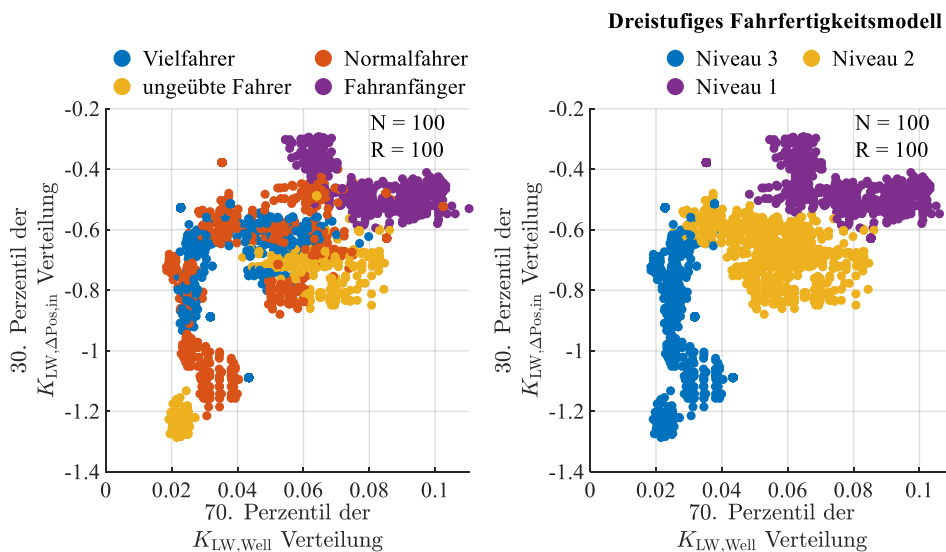 Dreistufiges Fahrfertigkeitsmodell
Vielfahrer
Normalfahrer
ungeübte Fahrer
Fahranfänger
N = 100
R = 100
-0.2
-0.4
-0.6
-0.8
-1
-1.2
-1.4
0
0.02
0.04
0.06
0.08
0.1
30. Perzentil der
K_LW,ΔPos,in Verteilung
70. Perzentil der
K_LW,Well Verteilung
Niveau 3
Niveau 2
Niveau 1
N = 100
R = 100
-0.2
-0.4
-0.6
-0.8
-1
-1.2
-1.4
0
0.02
0.04
0.06
0.08
0.1
30. Perzentil der
K_LW,ΔPos,in Verteilung
70. Perzentil der
K_LW,Well Verteilung